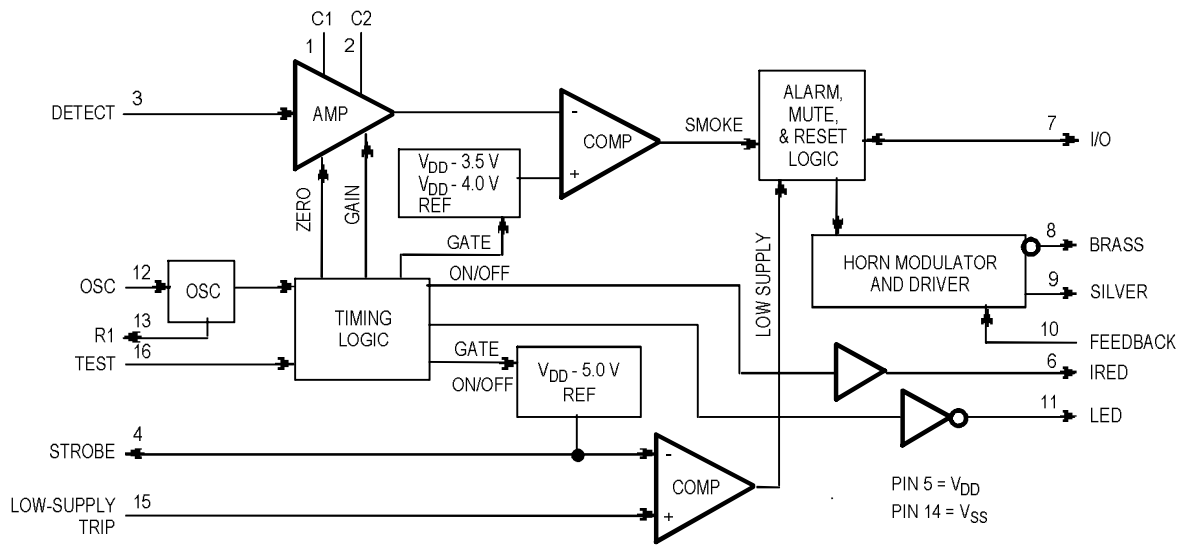 C1 C2
1 2
DETECT 3
AMP
-
COMP
+
SMOKE
ALARM,
MUTE,
& RESET
LOGIC
7 I/O
VDD - 3.5 V
VDD - 4.0 V
REF
ZERO
GAIN
GATE
ON/OFF
LOW SUPPLY
8 BRASS
HORN MODULATOR
AND DRIVER
9 SILVER
10 FEEDBACK
OSC 12
OSC
R1 13
TEST 16
TIMING
LOGIC
GATE
ON/OFF
VDD - 5.0 V
REF
6 IRED
11 LED
STROBE 4
-
COMP
+
LOW-SUPPLY
TRIP
15
PIN 5 = VDD
PIN 14 = VSS